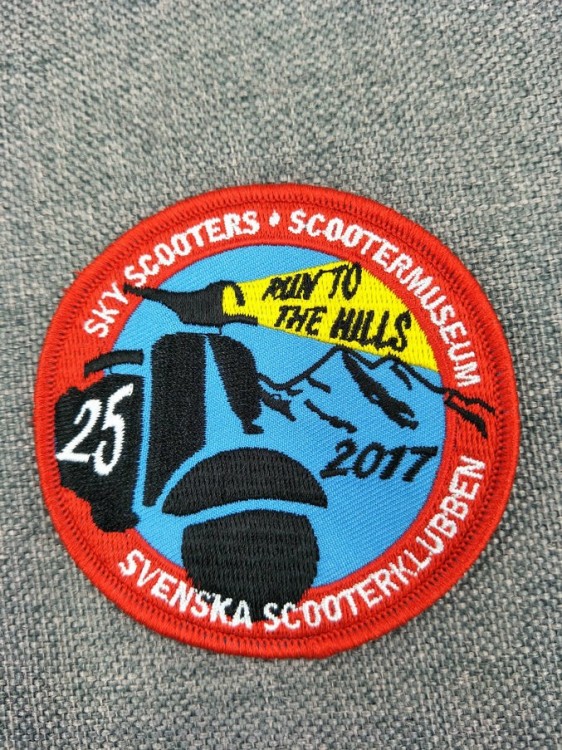 SKY SCOOTERS • SCOOTERMUSEUM
RUN TO
THE HILLS
25
2017
SVENSKA SCOOTERKLUBBEN